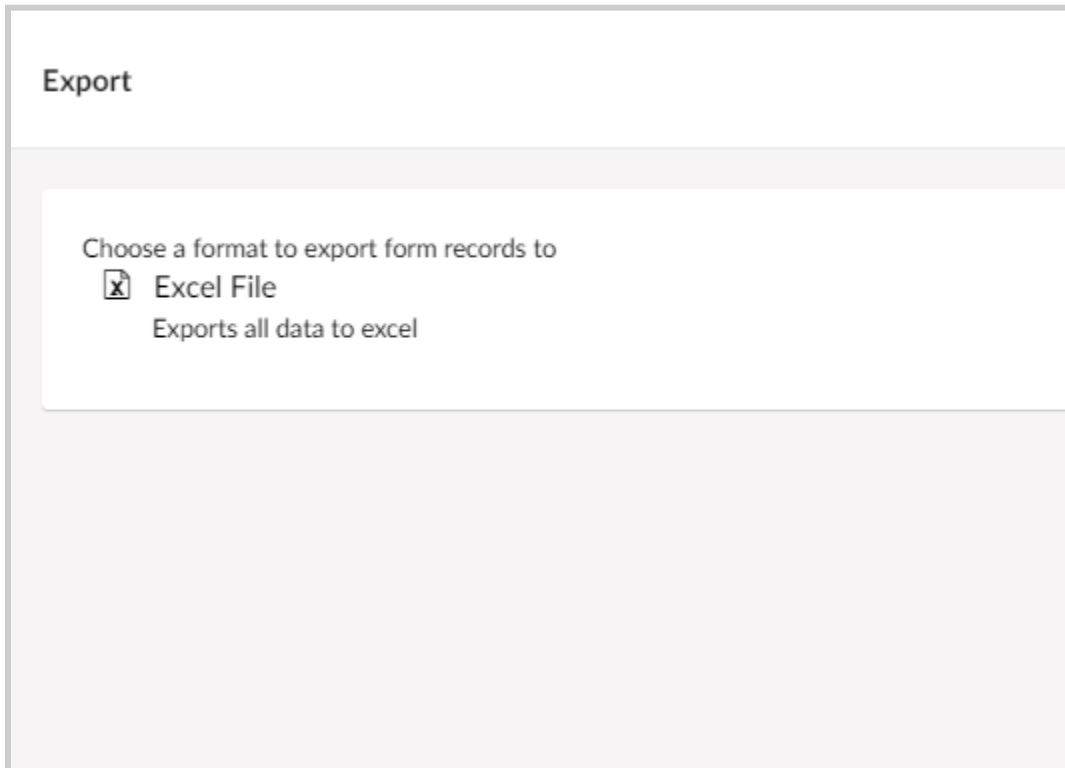 Export
Choose a format to export form records to
Excel File
Exports all data to excel